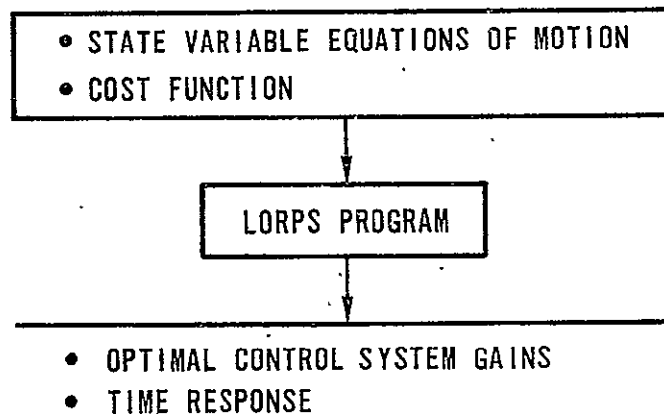 • STATE VARIABLE EQUATIONS OF MOTION
• COST FUNCTION
LORPS PROGRAM
• OPTIMAL CONTROL SYSTEM GAINS
• TIME RESPONSE